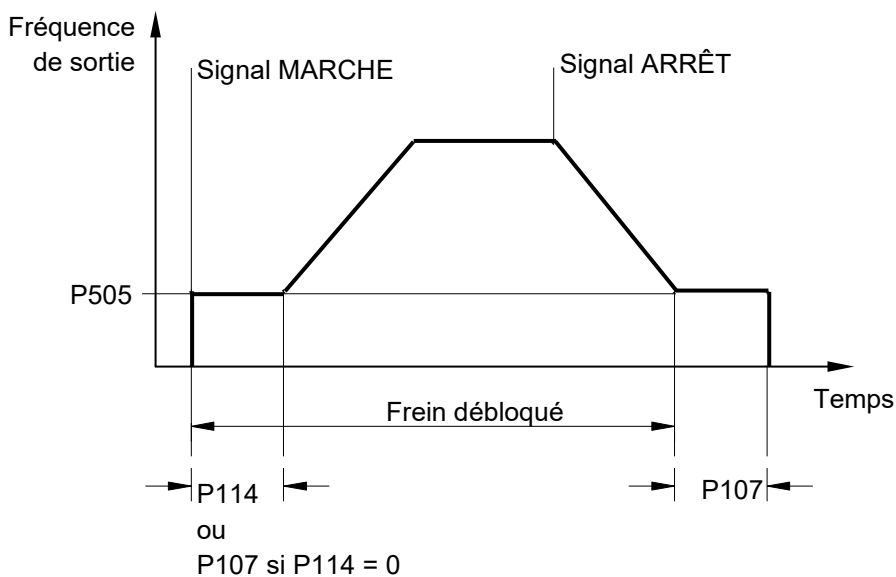 Fréquence
de sortie
Signal MARCHE
Signal ARRÊT
P505
Temps
Frein débloqué
P114
ou
P107 si P114 = 0
P107